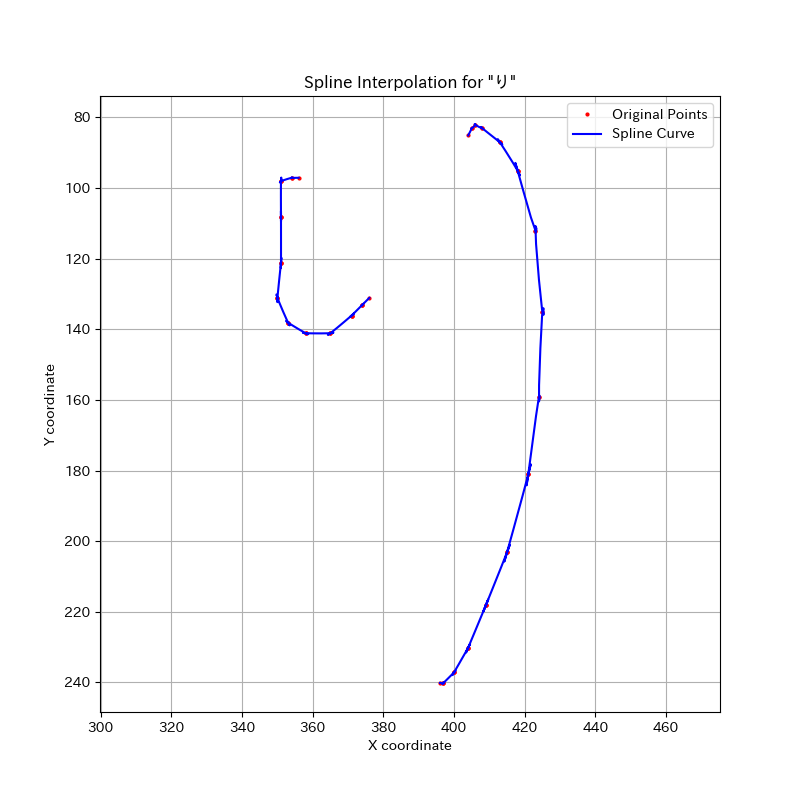 Spline Interpolation for "り"
Original Points
Spline Curve
80
100
120
140
160
180
200
220
240
Y coordinate
300 320 340 360 380 400 420 440 460
X coordinate